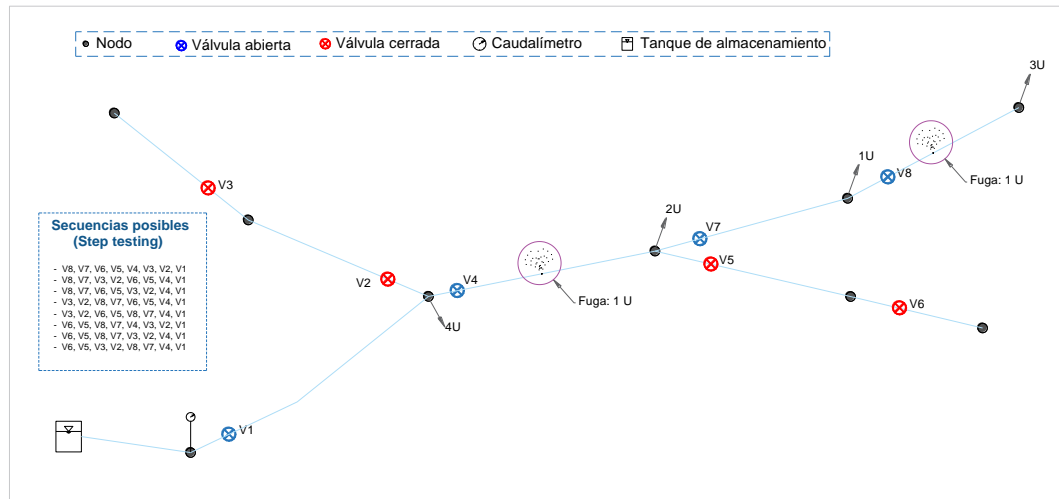 Nodo
Válvula abierta
Válvula cerrada
Caudalímetro
Tanque de almacenamiento
3U
1U
V8
Fuga: 1 U
V3
2U
V7
V5
Secuencias posibles
(Step testing)
- V8, V7, V6, V5, V4, V3, V2, V1
- V8, V7, V3, V2, V6, V5, V4, V1
- V8, V7, V6, V5, V3, V2, V4, V1
- V3, V2, V8, V7, V6, V5, V4, V1
- V3, V2, V6, V5, V8, V7, V4, V1
- V6, V5, V8, V7, V4, V3, V2, V1
- V6, V5, V8, V7, V3, V2, V4, V1
- V6, V5, V3, V2, V8, V7, V4, V1
V2
V4
Fuga: 1 U
V6
4U
V1